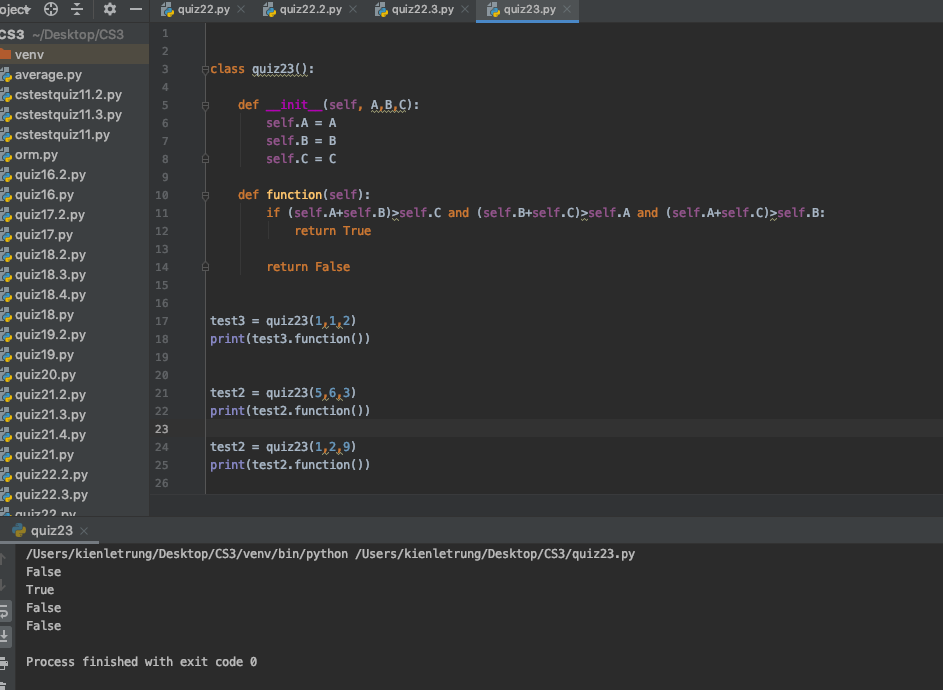 oject
quiz22.py
quiz22.2.py
quiz22.3.py
quiz23.py
CS3 ~/Desktop/CS3
venv
average.py
cstestquiz11.2.py
cstestquiz11.3.py
cstestquiz11.py
orm.py
quiz16.2.py
quiz16.py
quiz17.2.py
quiz17.py
quiz18.2.py
quiz18.3.py
quiz18.4.py
quiz18.py
quiz19.2.py
quiz19.py
quiz20.py
quiz21.2.py
quiz21.3.py
quiz21.4.py
quiz21.py
quiz22.2.py
quiz22.3.py
quiz22.py
1
2
3 class quiz23():
4
5 def __init__(self, A,B,C):
6 self.A = A
7 self.B = B
8 self.C = C
9
10 def function(self):
11 if (self.A+self.B)>self.C and (self.B+self.C)>self.A and (self.A+self.C)>self.B:
12 return True
13
14 return False
15
16
17 test3 = quiz23(1,1,2)
18 print(test3.function())
19
20
21 test2 = quiz23(5,6,3)
22 print(test2.function())
23
24 test2 = quiz23(1,2,9)
25 print(test2.function())
26
quiz23
/Users/kienletrung/Desktop/CS3/venv/bin/python /Users/kienletrung/Desktop/CS3/quiz23.py
False
True
False
False
Process finished with exit code 0